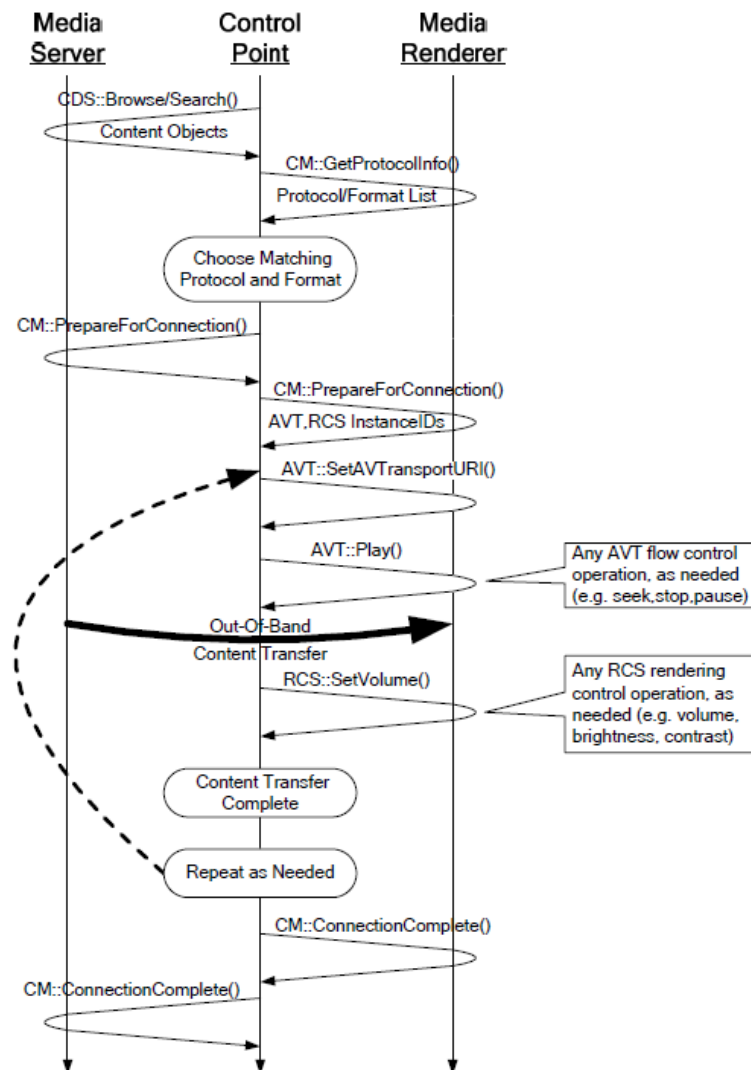 Media
Server
Control
Point
Media
Renderer
CDS::Browse/Search()
Content Objects
CM::GetProtocolInfo()
Protocol/Format List
Choose Matching
Protocol and Format
CM::PrepareForConnection()
CM::PrepareForConnection()
AVT,RCS InstanceIDs
AVT::SetAVTransportURI()
AVT::Play()
Any AVT flow control
operation, as needed
(e.g. seek,stop,pause)
Out-Of-Band
Content Transfer
RCS::SetVolume()
Any RCS rendering
control operation, as
needed (e.g. volume,
brightness, contrast)
Content Transfer
Complete
Repeat as Needed
CM::ConnectionComplete()
CM::ConnectionComplete()